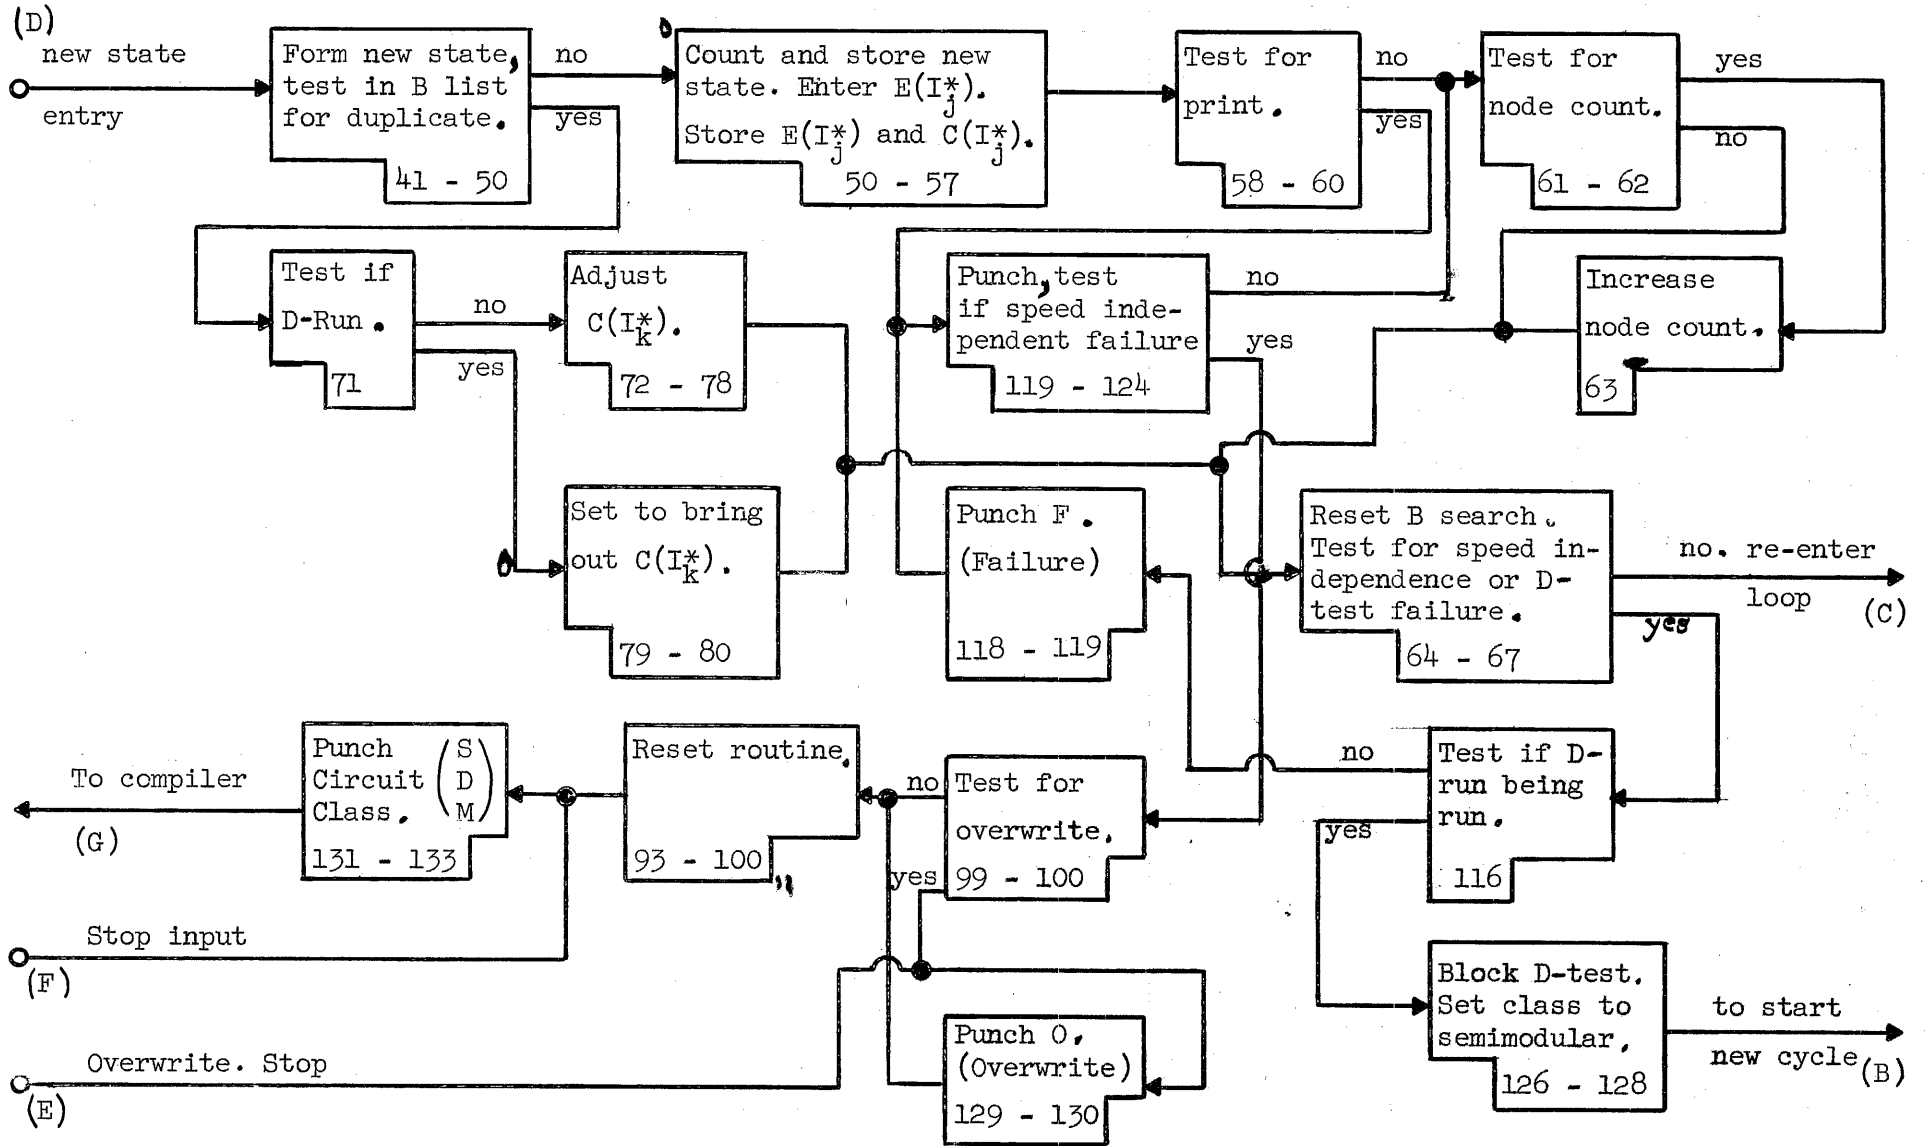 (D)
new state
entry
Form new state,
test in B list
for duplicate.
41 - 50
no
yes
Count and store new
state. Enter E(I*j).
Store E(I*j) and C(I*j).
50 - 57
Test for
print.
58 - 60
no
yes
Test for
node count.
61 - 62
yes
no
Test if
D-Run.
71
no
yes
Adjust
C(I*k).
72 - 78
Punch, test
if speed inde-
pendent failure
119 - 124
no
yes
Increase
node count.
63
Set to bring
out C(I*k).
79 - 80
Punch F.
(Failure)
118 - 119
Reset B search.
Test for speed in-
dependence or D-
test failure.
64 - 67
no. re-enter
loop
(C)
yes
To compiler
(G)
Punch
Circuit
Class.
(S
D
M)
131 - 133
Reset routine.
93 - 100
no
yes
Test for
overwrite.
99 - 100
no
yes
Test if D-
run being
run.
116
Stop input
(F)
Overwrite. Stop
(E)
Punch O.
(Overwrite)
129 - 130
Block D-test.
Set class to
semimodular.
126 - 128
to start
new cycle
(B)